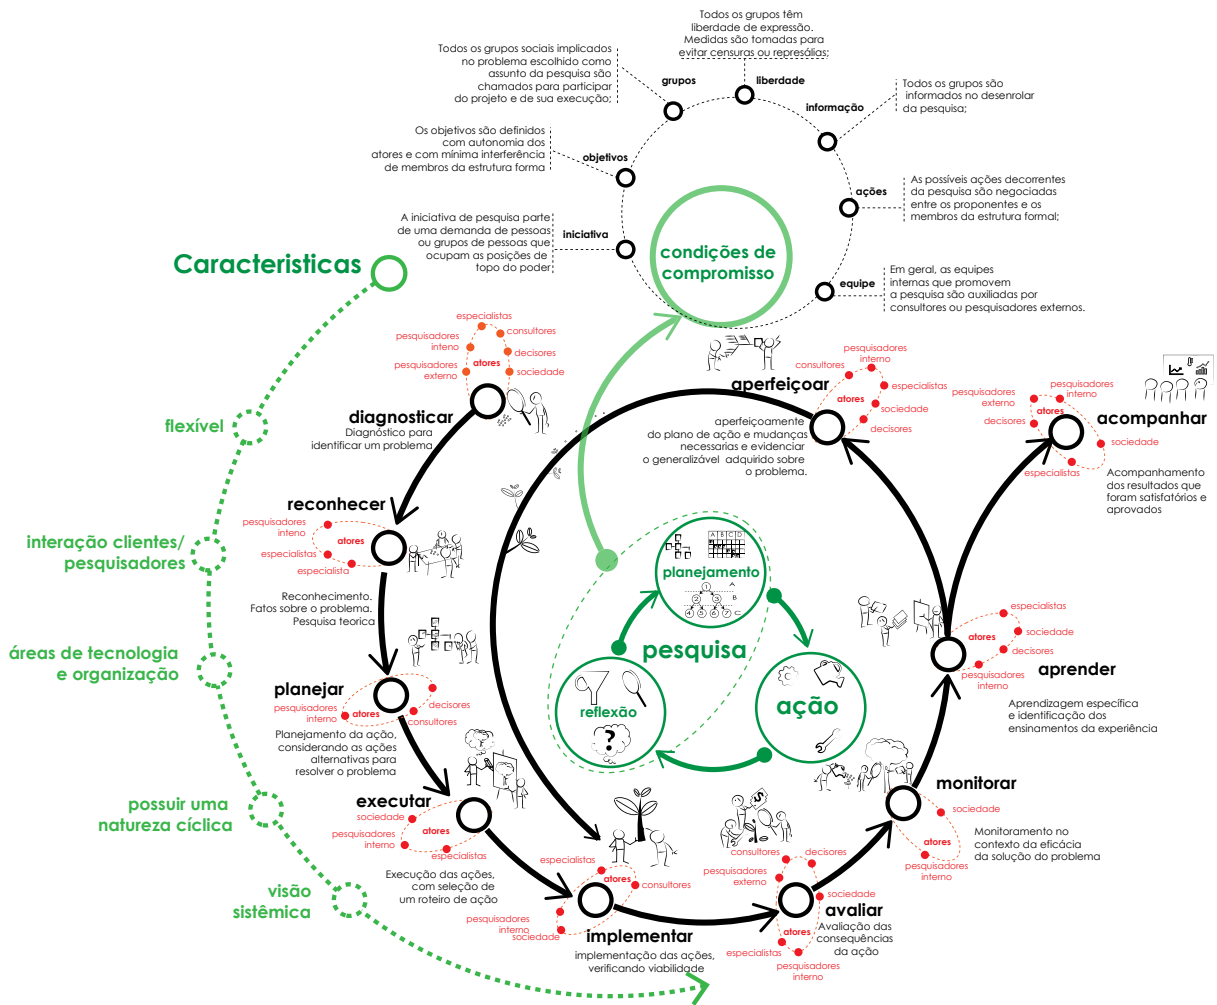 Todos os grupos têm
liberdade de expressão.
Medidas são tomadas para
evitar censuras ou represálias;
liberdade
Todos os grupos sociais implicados
no problema escolhido como
assunto da pesquisa são
chamados para participar
do projeto e de sua execução;
grupos
Todos os grupos são
informados no desenrolar
da pesquisa;
informação
Os objetivos são definidos
com autonomia dos
atores e com mínima interferência
de membros da estrutura forma
objetivos
As possíveis ações decorrentes
da pesquisa são negociadas
entre os proponentes e os
membros da estrutura formal;
ações
A iniciativa de pesquisa parte
de uma demanda de pessoas
ou grupos de pessoas que
ocupam as posições de
topo do poder
iniciativa
condições de
compromisso
Em geral, as equipes
internas que promovem
a pesquisa são auxiliadas por
consultores ou pesquisadores externos.
equipe
Caracteristicas
flexível
interação clientes/
pesquisadores
áreas de tecnologia
e organização
possuir uma
natureza cíclica
visão
sistêmica
especialistas
pesquisadores
inteno
consultores
decisores
pesquisadores
externo
sociedade
atores
diagnosticar
Diagnóstico para
identificar um problema
reconhecer
pesquisadores
inteno
atores
especialistas
especialista
Reconhecimento.
Fatos sobre o problema.
Pesquisa teorica
planejar
pesquisadores
interno
atores
decisores
consultores
Planejamento da ação,
considerando as ações
alternativas para
resolver o problema
executar
sociedade
pesquisadores
interno
atores
especialistas
Execução das ações,
com seleção de
um roteiro de ação
especialistas
atores
consultores
pesquisadores
interno
sociedade
implementar
implementação das ações,
verificando viabilidade
consultores
decisores
pesquisadores
externo
sociedade
atores
especialistas
pesquisadores
interno
avaliar
Avaliação das
consequências
da ação
$
monitorar
sociedade
atores
pesquisadores
interno
Monitoramento no
contexto da eficácia
da solução do problema
especialistas
sociedade
atores
decisores
pesquisadores
interno
aprender
Aprendizagem específica
e identificação dos
ensinamentos da experiência
aperfeiçoar
consultores
pesquisadores
interno
especialistas
atores
sociedade
decisores
aperfeiçoamente
do plano de ação e mudanças
necessarias e evidenciar
o generalizável adquirido sobre
o problema.
acompanhar
pesquisadores
externo
pesquisadores
interno
atores
decisores
sociedade
especialistas
Acompanhamento
dos resultados que
foram satisfatórios e
aprovados
A B C D
planejamento
1
A
2 3
B
4 5 6 7
C
pesquisa
reflexão
?
ação